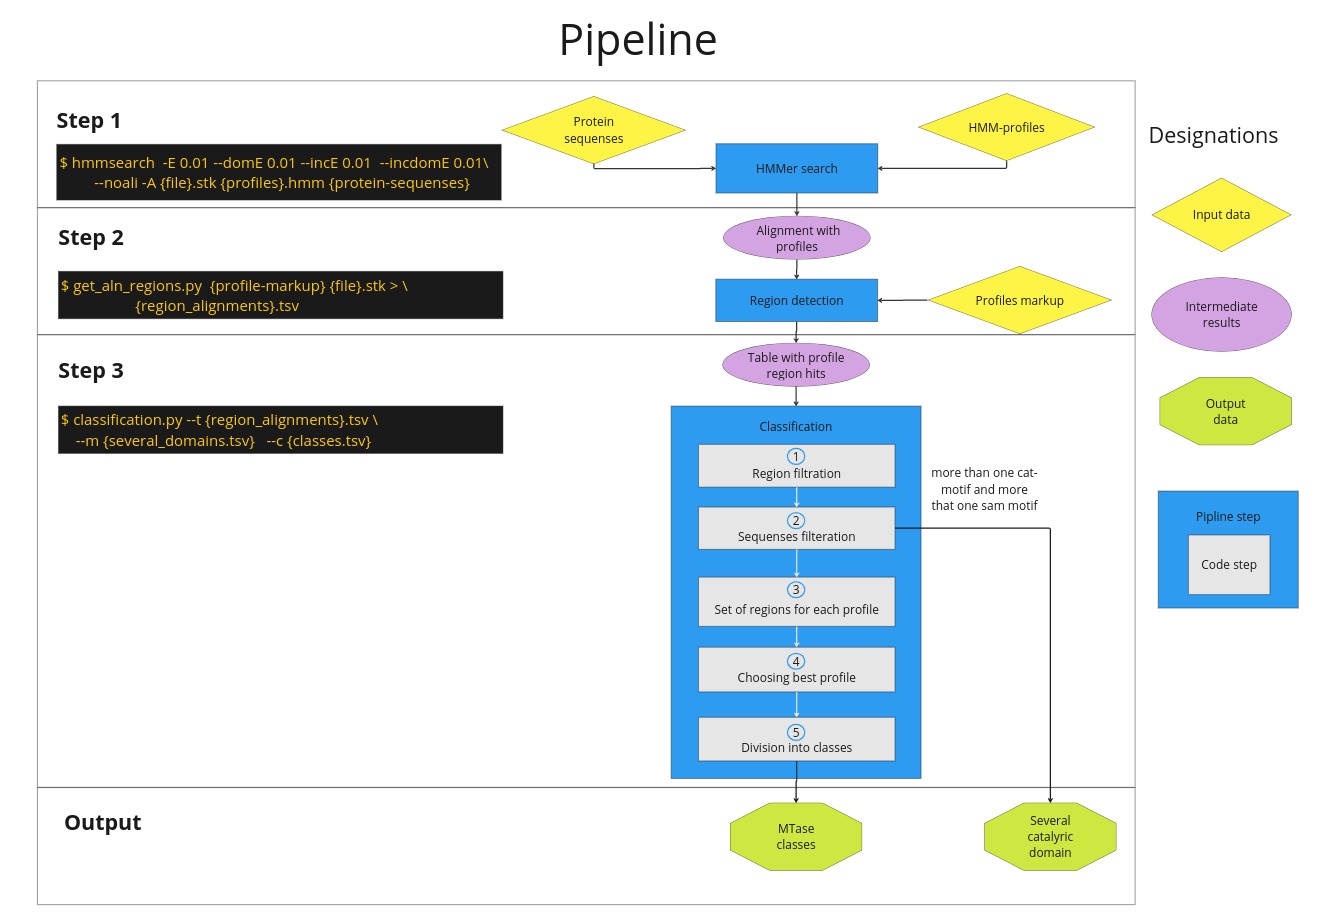 Pipeline
Step 1
$ hmmsearch  -E 0.01 --domE 0.01 --incE 0.01  --incdomE 0.01\
--noali -A {file}.stk {profiles}.hmm {protein-sequenses}
Protein
sequenses
HMM-profiles
HMMer search
Step 2
$ get_aln_regions.py  {profile-markup} {file}.stk > \
{region_alignments}.tsv
Alignment with
profiles
Region detection
Profiles markup
Step 3
$ classification.py --t {region_alignments}.tsv \
--m {several_domains.tsv}   --c {classes.tsv}
Table with profile
region hits
Classification
1
Region filtration
2
Sequenses filteration
more than one cat-
motif and more
that one sam motif
3
Set of regions for each profile
4
Choosing best profile
5
Division into classes
Output
MTase
classes
Several
catalyric
domain
Designations
Input data
Intermediate
results
Output
data
Pipline step
Code step